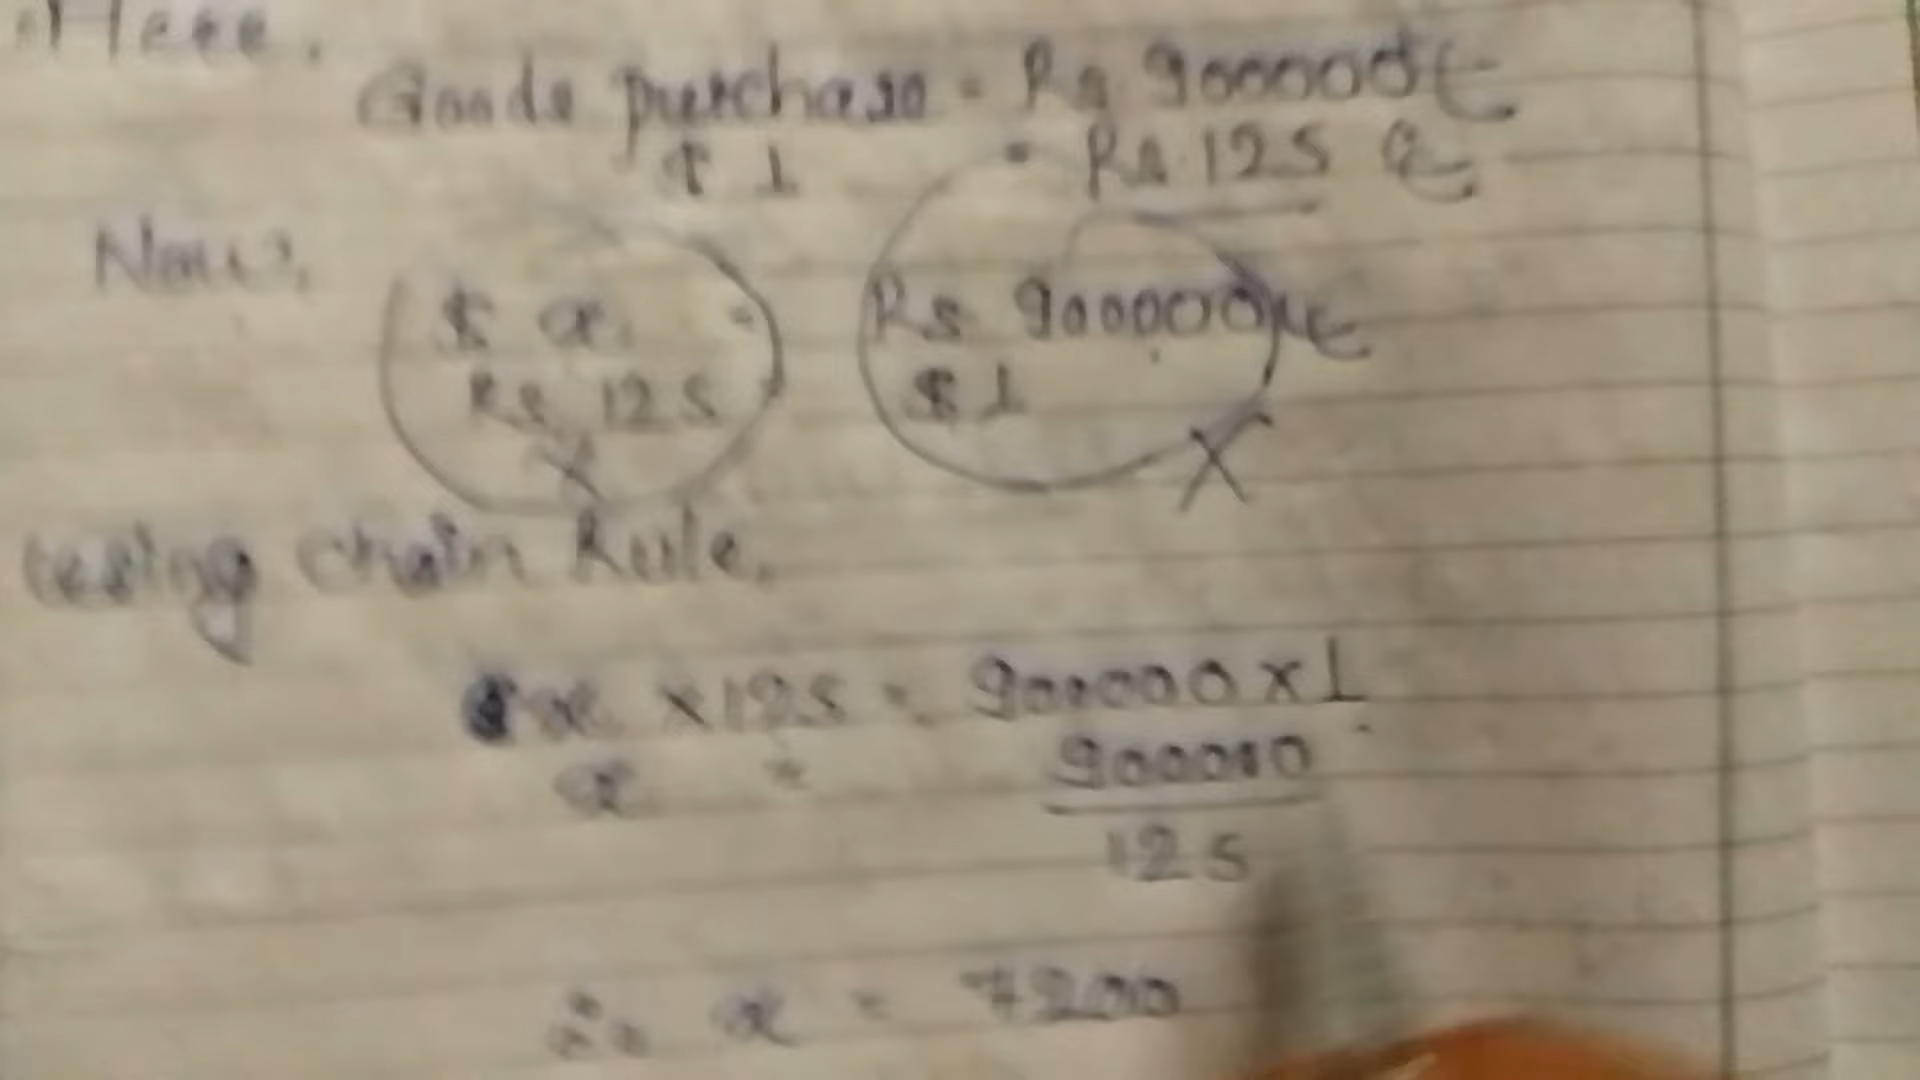 Here,
Goods purchase = Rs 900000
$ 1 = Rs 125
Now,
$ x = Rs 900000
Rs 125 $ 1
using chain Rule,
x × 125 = 900000 × 1
x = 900000
125
∴ x = 7200